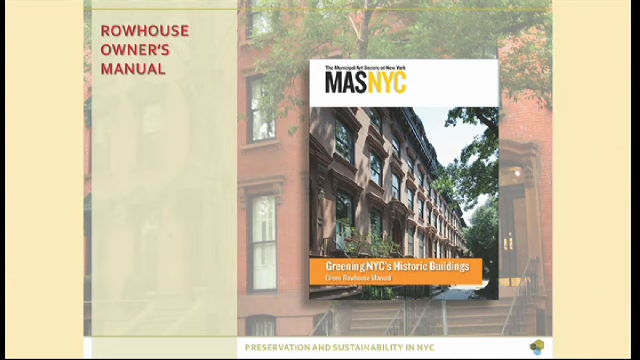 ROWHOUSE
OWNER'S
MANUAL
The Municipal Art Society of New York
MASNYC
Greening NYC's Historic Buildings
Green Rowhouse Manual
PRESERVATION AND SUSTAINABILITY IN NYC